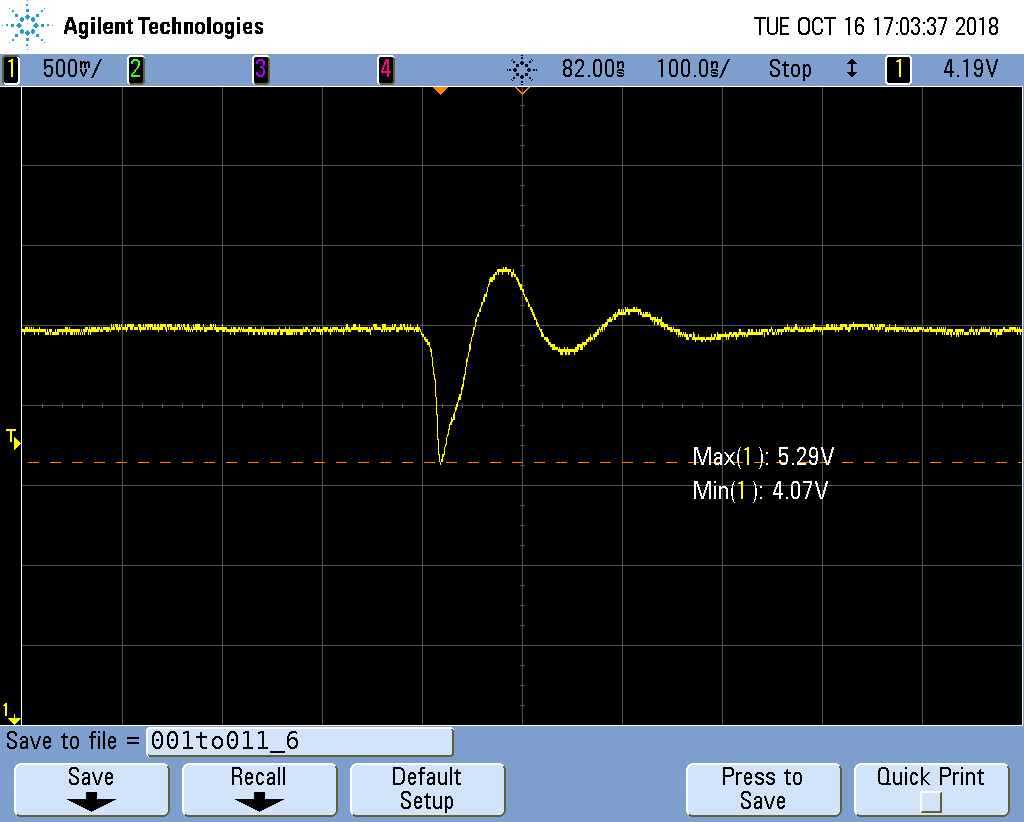 Agilent Technologies
TUE OCT 16 17:03:37 2018
1 500mV/ 2 3 4 82.00ns 100.0ns/ Stop 1 4.19V
T
Max(1): 5.29V
Min(1): 4.07V
1
Save to file = 001to011_6
Save Recall Default Setup Press to Save Quick Print